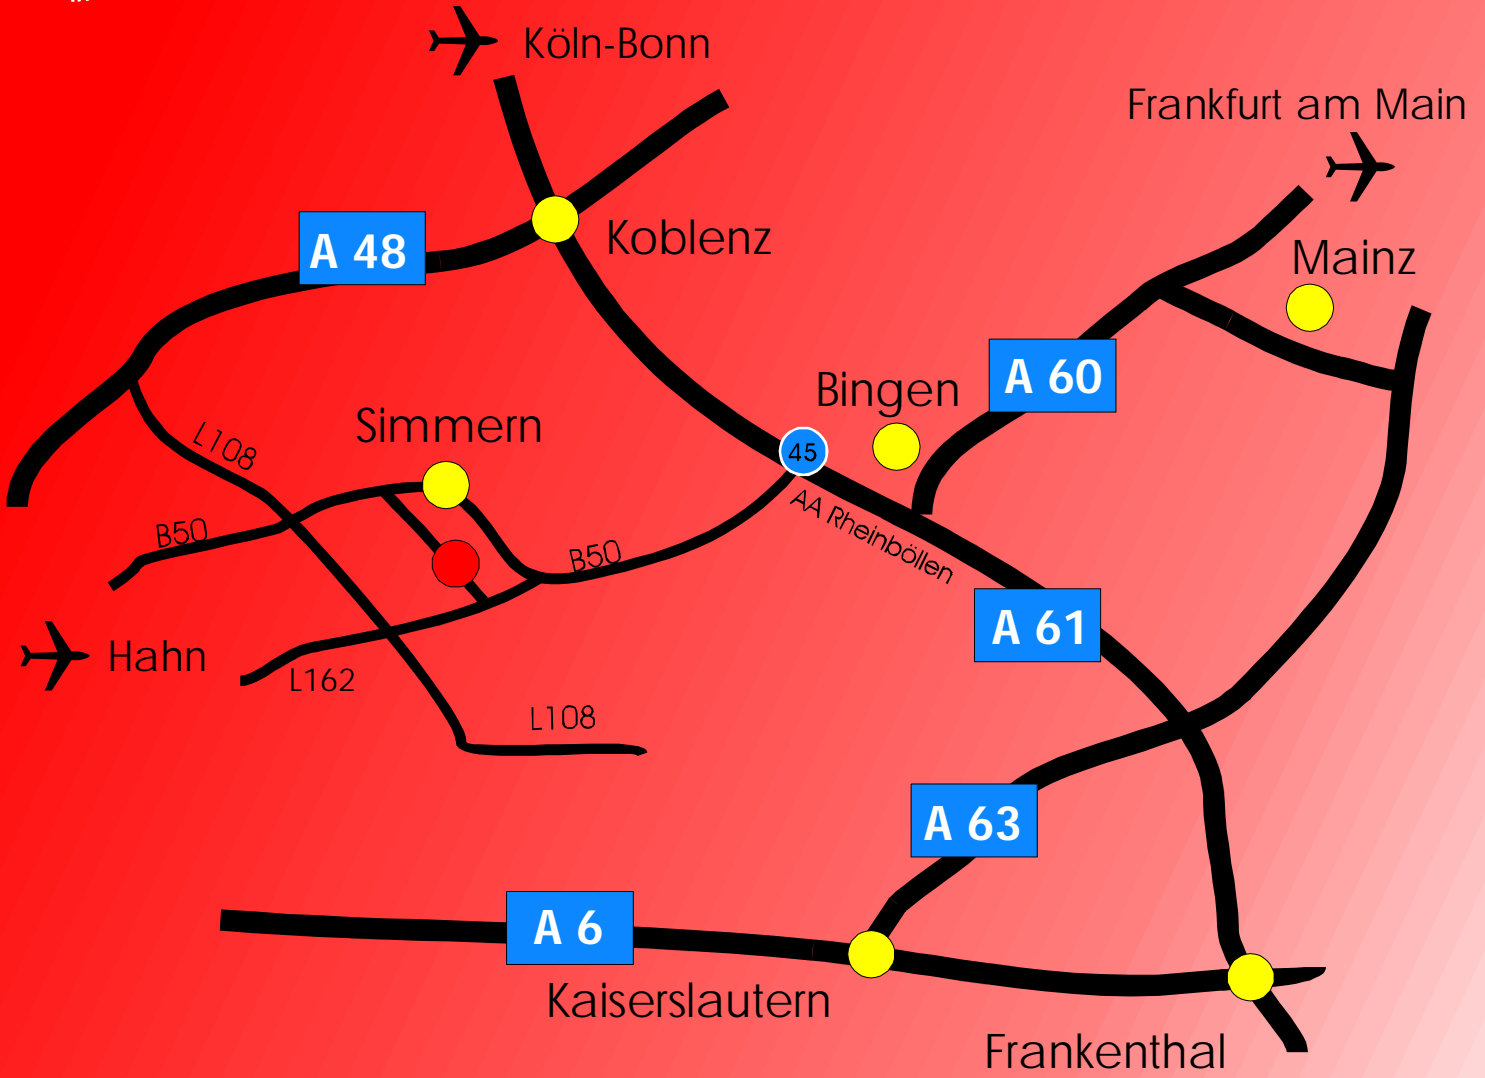 Köln-Bonn
Frankfurt am Main
A 48
Koblenz
Mainz
A 60
Bingen
Simmern
L108
45
AA Rheinböllen
B50
B50
A 61
Hahn
L162
L108
A 63
A 6
Kaiserslautern
Frankenthal